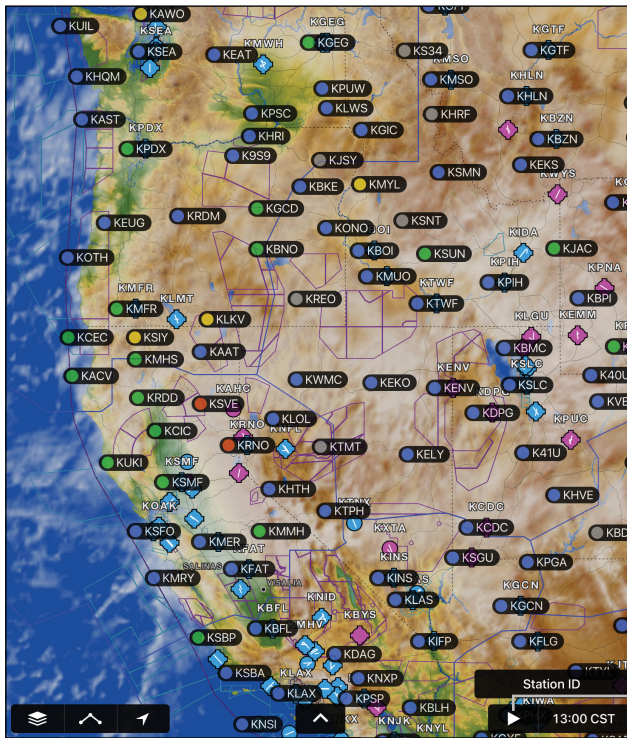 KAWO
KUIL
KSEA
KSEA
KEAT
KMWH
KGEG
KGEG
KS34
KGTF
KGTF
KMSO
KMSO
KHQM
KPUW
KHLN
KHLN
KAST
KPSC
KLWS
KHRF
KPDX
KHRI
KGIC
KBZN
KBZN
KPDX
K9S9
KJSY
KEKS
KSMN
KWYS
KBKE
KMYL
KGCD
KRDM
KEUG
KONO
KSNT
KBNO
KBOI
KSUN
KIDA
KJAC
KOTH
KMUO
KPIH
KPIH
KPNA
KTWF
KTWF
KREO
KBPI
KMFR
KMFR
KLMT
KLKV
KLGU
KEMM
KCEC
KSIY
KAAT
KBMC
KMHS
KSLC
KSLC
KACV
KWMC
KEKO
KENV
KENV
KRDD
KAHC
KSVE
KDPG
KLOL
KCIC
KRNO
KRNO
KNFL
KTMT
KPUC
KELY
K41U
KUKI
KSMF
KSMF
KHTH
KHVE
KOAK
KTPH
KTNX
KCDC
KCDC
KSFO
KMER
KMMH
KXTA
KSGU
KPGA
SALINAS
KFAT
KFAT
KINS
KINS
KMRY
VISALIA
KLAS
KGCN
KGCN
KNID
KBFL
KBFL
KBYS
KSBP
KIFP
KFLG
KDAG
KSBA
KLAX
KLAX
KNXP
KPSP
Station ID
KBLH
KNSI
KNJK
KNYL
KIWA
13:00 CST